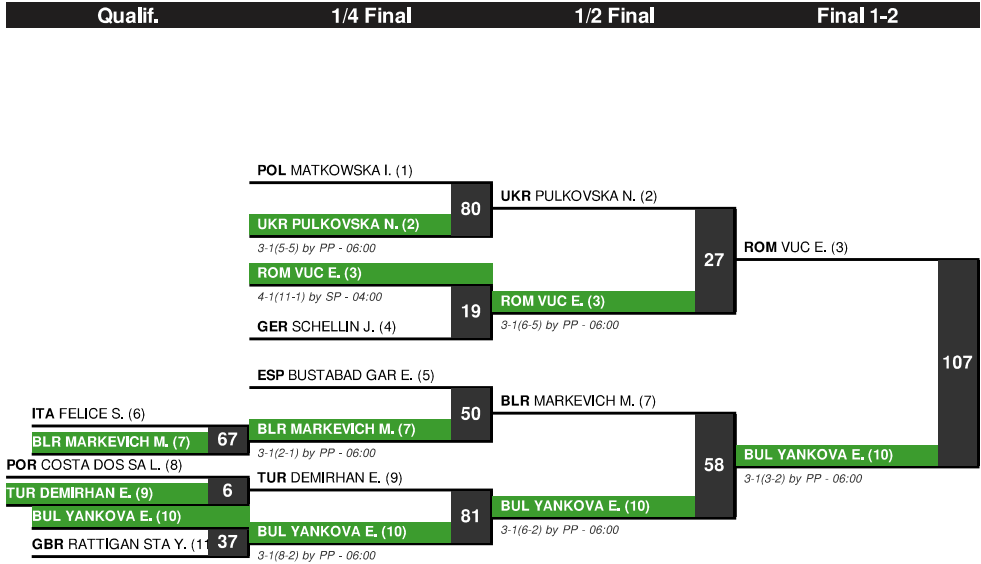 Qualif. 1/4 Final 1/2 Final Final 1-2
POL MATKOWSKA I. (1)
80
UKR PULKOVSKA N. (2)
3-1(5-5) by PP - 06:00
ROM VUC E. (3)
4-1(11-1) by SP - 04:00
19
GER SCHELLIN J. (4)
ESP BUSTABAD GAR E. (5)
50
ITA FELICE S. (6)
BLR MARKEVICH M. (7)
67
BLR MARKEVICH M. (7)
3-1(2-1) by PP - 06:00
POR COSTA DOS SA L. (8)
6
TUR DEMIRHAN E. (9)
TUR DEMIRHAN E. (9)
81
BUL YANKOVA E. (10)
37
GBR RATTIGAN STA Y. (11
BUL YANKOVA E. (10)
3-1(8-2) by PP - 06:00
UKR PULKOVSKA N. (2)
27
ROM VUC E. (3)
3-1(6-5) by PP - 06:00
BLR MARKEVICH M. (7)
58
BUL YANKOVA E. (10)
3-1(6-2) by PP - 06:00
ROM VUC E. (3)
107
BUL YANKOVA E. (10)
3-1(3-2) by PP - 06:00